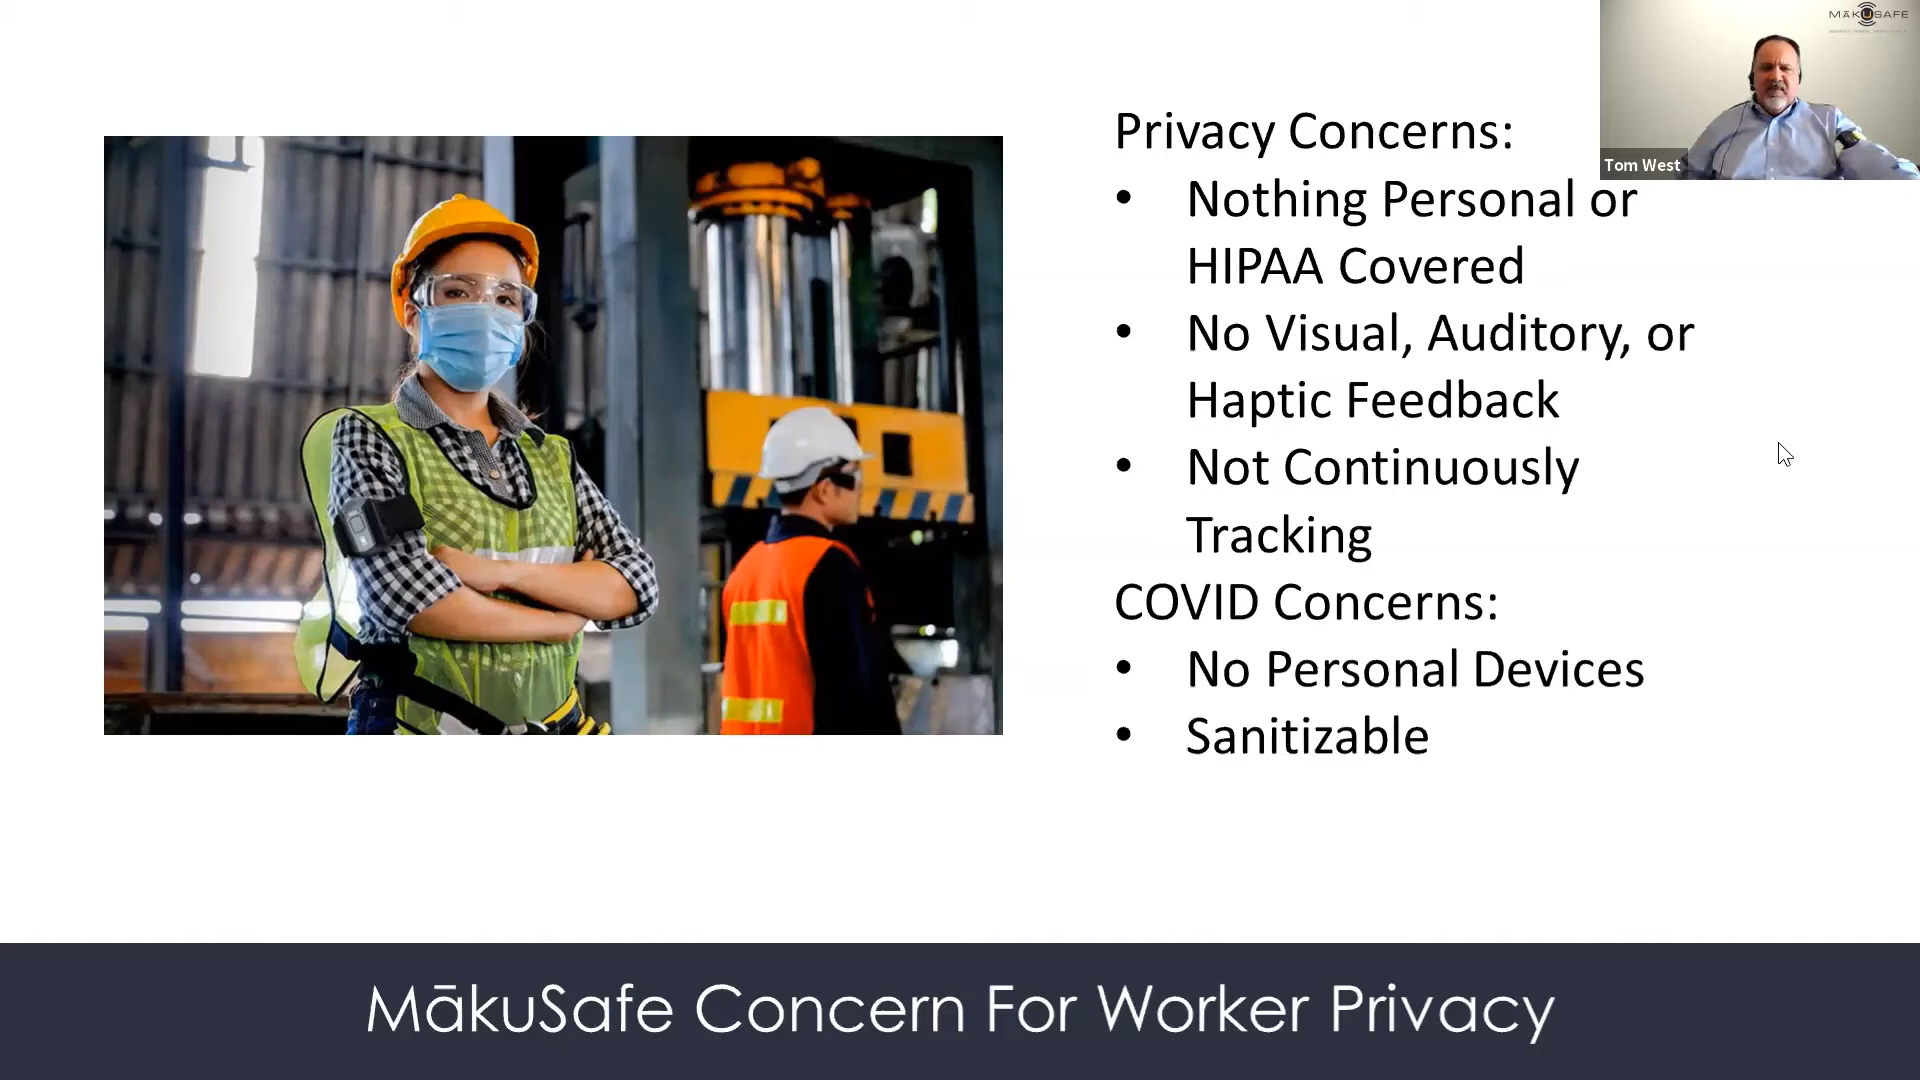 MĀKUSAFE
Privacy Concerns:
Tom West
• Nothing Personal or
HIPAA Covered
• No Visual, Auditory, or
Haptic Feedback
• Not Continuously
Tracking
COVID Concerns:
• No Personal Devices
• Sanitizable
MākuSafe Concern For Worker Privacy